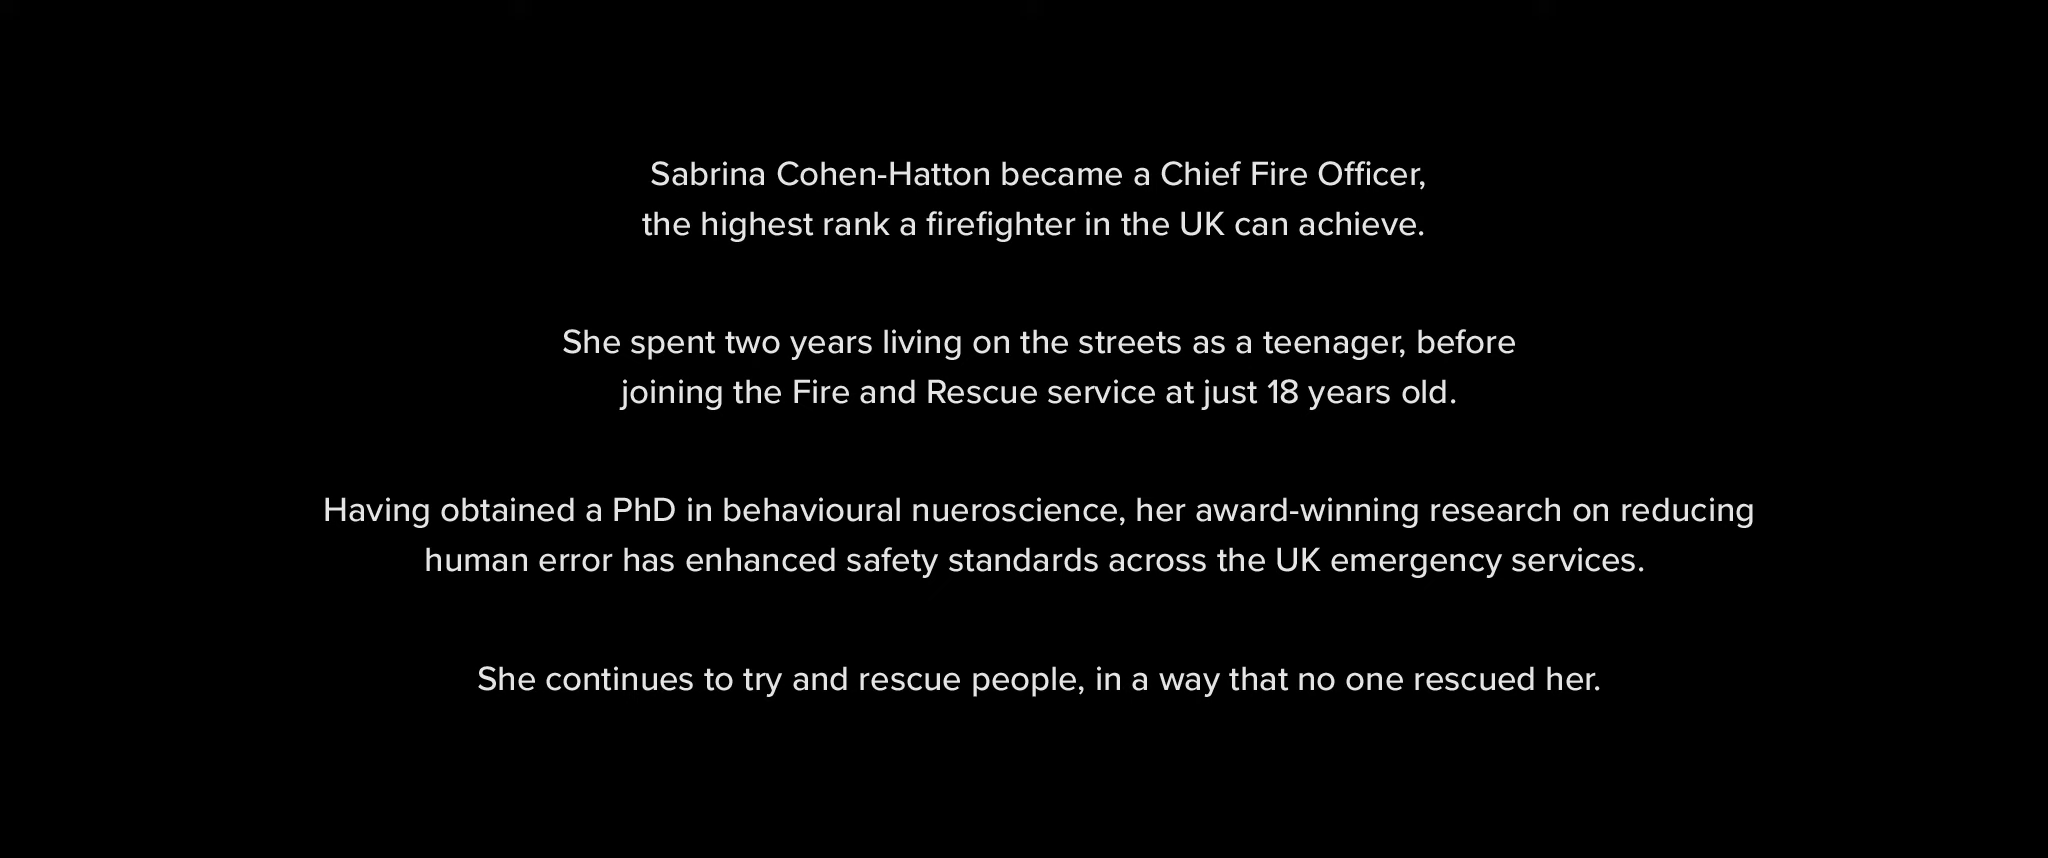 Sabrina Cohen-Hatton became a Chief Fire Officer,
the highest rank a firefighter in the UK can achieve.
She spent two years living on the streets as a teenager, before
joining the Fire and Rescue service at just 18 years old.
Having obtained a PhD in behavioural nueroscience, her award-winning research on reducing
human error has enhanced safety standards across the UK emergency services.
She continues to try and rescue people, in a way that no one rescued her.